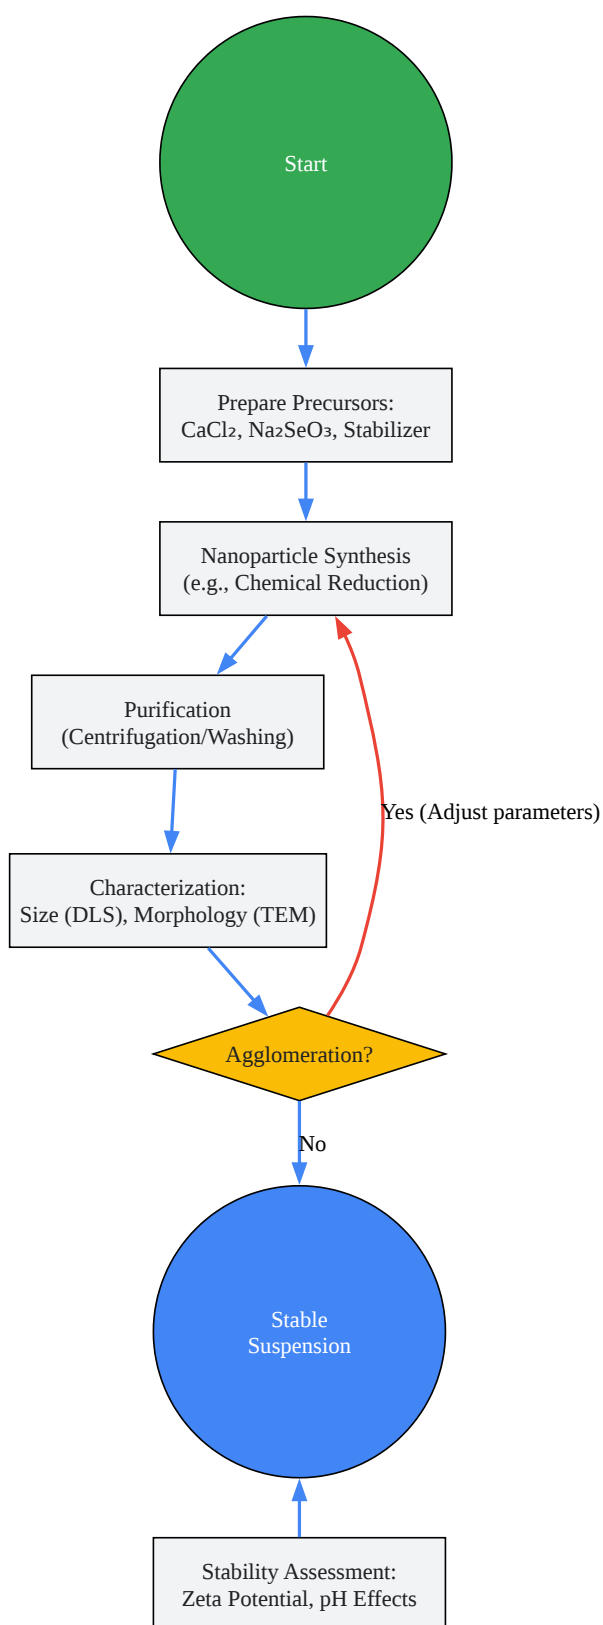 Start
Prepare Precursors:
CaCl₂, Na₂SeO₃, Stabilizer
Nanoparticle Synthesis
(e.g., Chemical Reduction)
Purification
(Centrifugation/Washing)
Yes (Adjust parameters)
Characterization:
Size (DLS), Morphology (TEM)
Agglomeration?
No
Stable
Suspension
Stability Assessment:
Zeta Potential, pH Effects